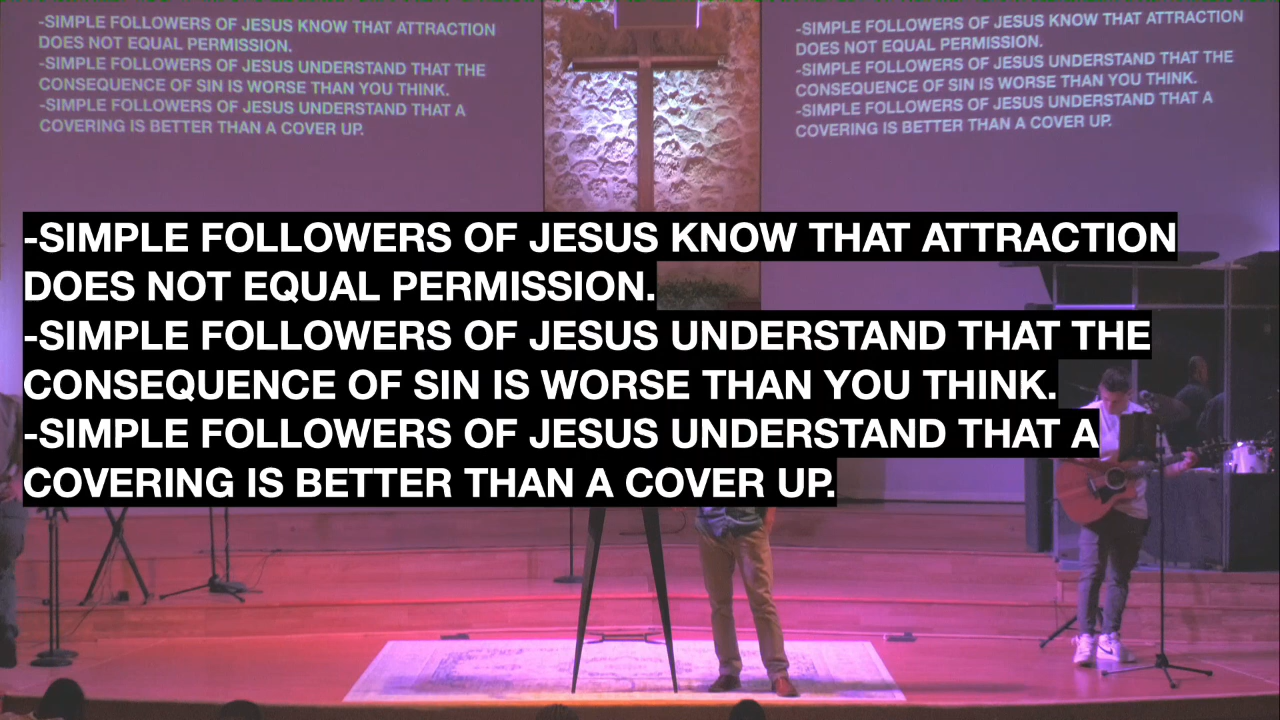 -SIMPLE FOLLOWERS OF JESUS KNOW THAT ATTRACTION
DOES NOT EQUAL PERMISSION.
-SIMPLE FOLLOWERS OF JESUS UNDERSTAND THAT THE
CONSEQUENCE OF SIN IS WORSE THAN YOU THINK.
-SIMPLE FOLLOWERS OF JESUS UNDERSTAND THAT A
COVERING IS BETTER THAN A COVER UP.
-SIMPLE FOLLOWERS OF JESUS KNOW THAT ATTRACTION
DOES NOT EQUAL PERMISSION.
-SIMPLE FOLLOWERS OF JESUS UNDERSTAND THAT THE
CONSEQUENCE OF SIN IS WORSE THAN YOU THINK.
-SIMPLE FOLLOWERS OF JESUS UNDERSTAND THAT A
COVERING IS BETTER THAN A COVER UP.
-SIMPLE FOLLOWERS OF JESUS KNOW THAT ATTRACTION
DOES NOT EQUAL PERMISSION.
-SIMPLE FOLLOWERS OF JESUS UNDERSTAND THAT THE
CONSEQUENCE OF SIN IS WORSE THAN YOU THINK.
-SIMPLE FOLLOWERS OF JESUS UNDERSTAND THAT A
COVERING IS BETTER THAN A COVER UP.